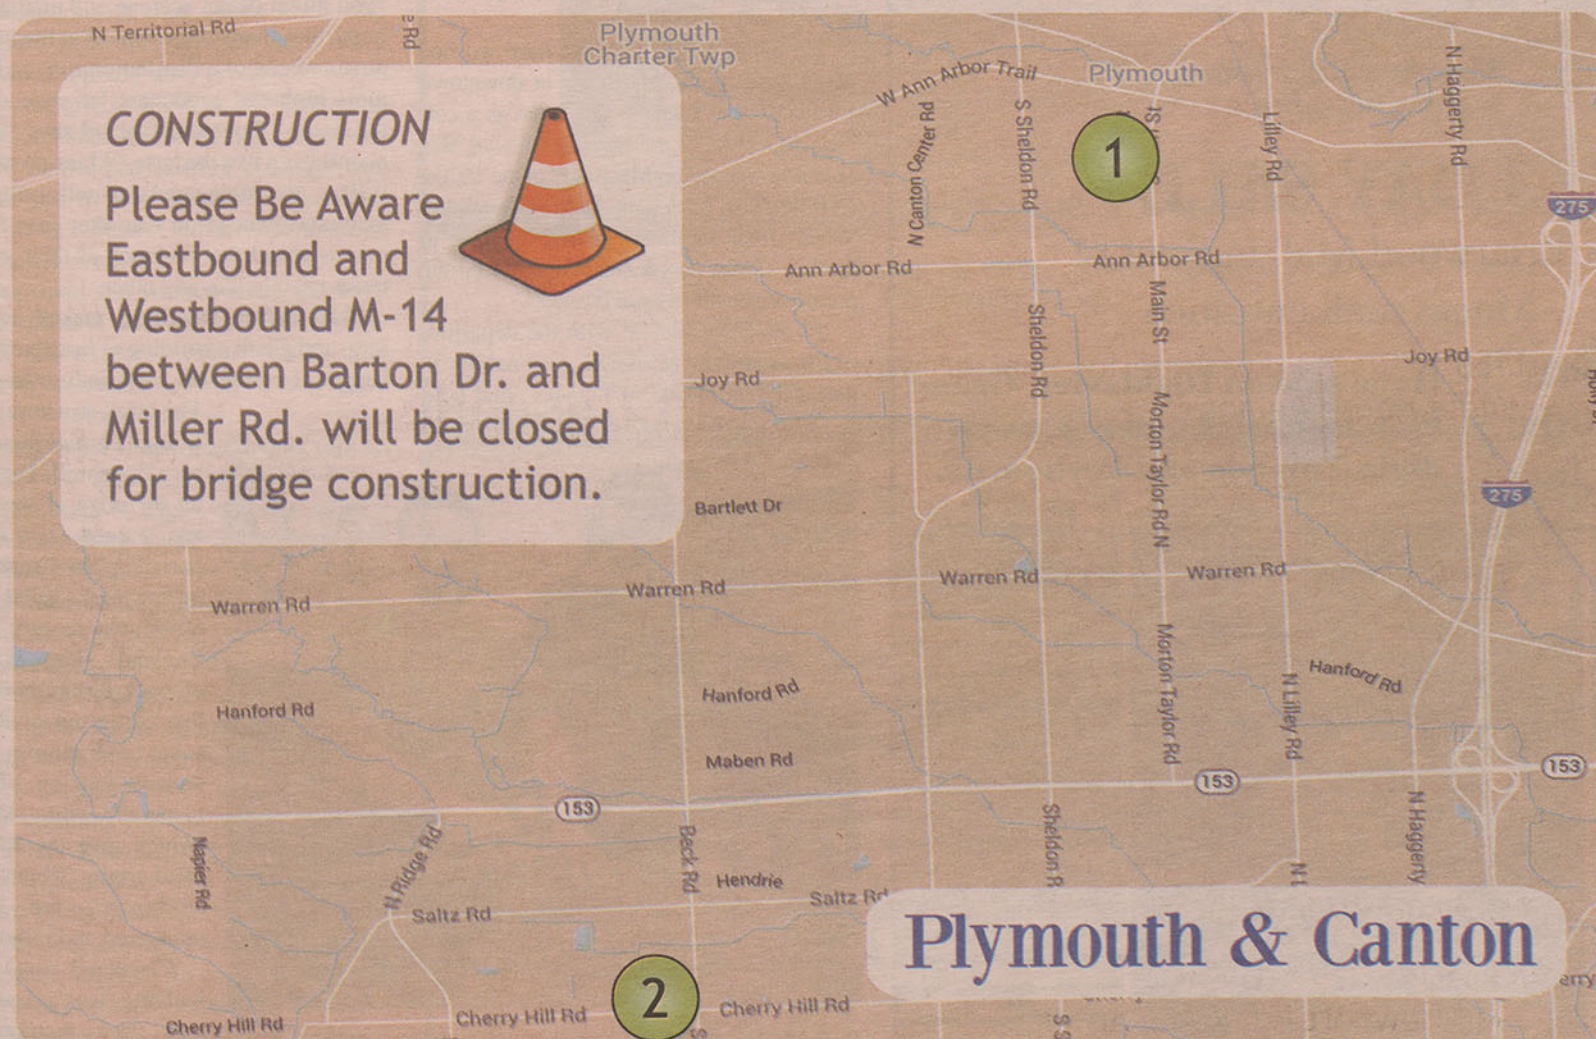 N Territorial Rd
Plymouth
Charter Twp
W Ann Arbor Trail
Plymouth
N Haggerty Rd
CONSTRUCTION
Please Be Aware
Eastbound and
Westbound M-14
between Barton Dr. and
Miller Rd. will be closed
for bridge construction.
N Canton Center Rd
S Sheldon Rd
1
Lilley Rd
275
Ann Arbor Rd
Ann Arbor Rd
Main St
Sheldon Rd
Joy Rd
Joy Rd
Morton Taylor Rd N
275
Bartlett Dr
Warren Rd
Warren Rd
Warren Rd
Warren Rd
Morton Taylor Rd
Hanford Rd
Hanford Rd
Hanford Rd
N Lilley Rd
Maben Rd
153
153
153
Napier Rd
N Ridge Rd
Beck Rd
Hendrie
Sheldon R
N Haggerty
N L
Saltz Rd
Saltz Rd
Plymouth & Canton
2
Cherry Hill Rd
Cherry Hill Rd
Cherry Hill Rd
erry
S S
S